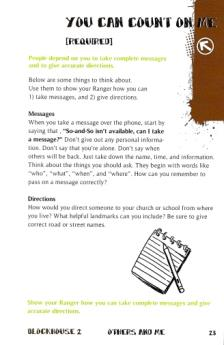 YOU CAN COUNT ON ME
[REQUIRED]
People depend on you to take complete messages
and to give accurate directions.
Below are some things to think about.
Use them to show your Ranger how you can
1) take messages, and 2) give directions.
Messages
When you take a message over the phone, start by
saying that , "So-and-So isn't available, can I take
a message?" Don't give out any personal informa-
tion. Don't say that you're alone. Don't say when
others will be back. Just take down the name, time, and information.
Think about the things you should ask. They begin with words like
"who", "what", "when", and "where". How can you remember to
pass on a message correctly?
Directions
How would you direct someone to your church or school from where
you live? What helpful landmarks can you include? Be sure to give
correct road or street names.
Show your Ranger how you can take complete messages and give
accurate directions.
BLOCKHOUSE 2 OTHERS AND ME 23